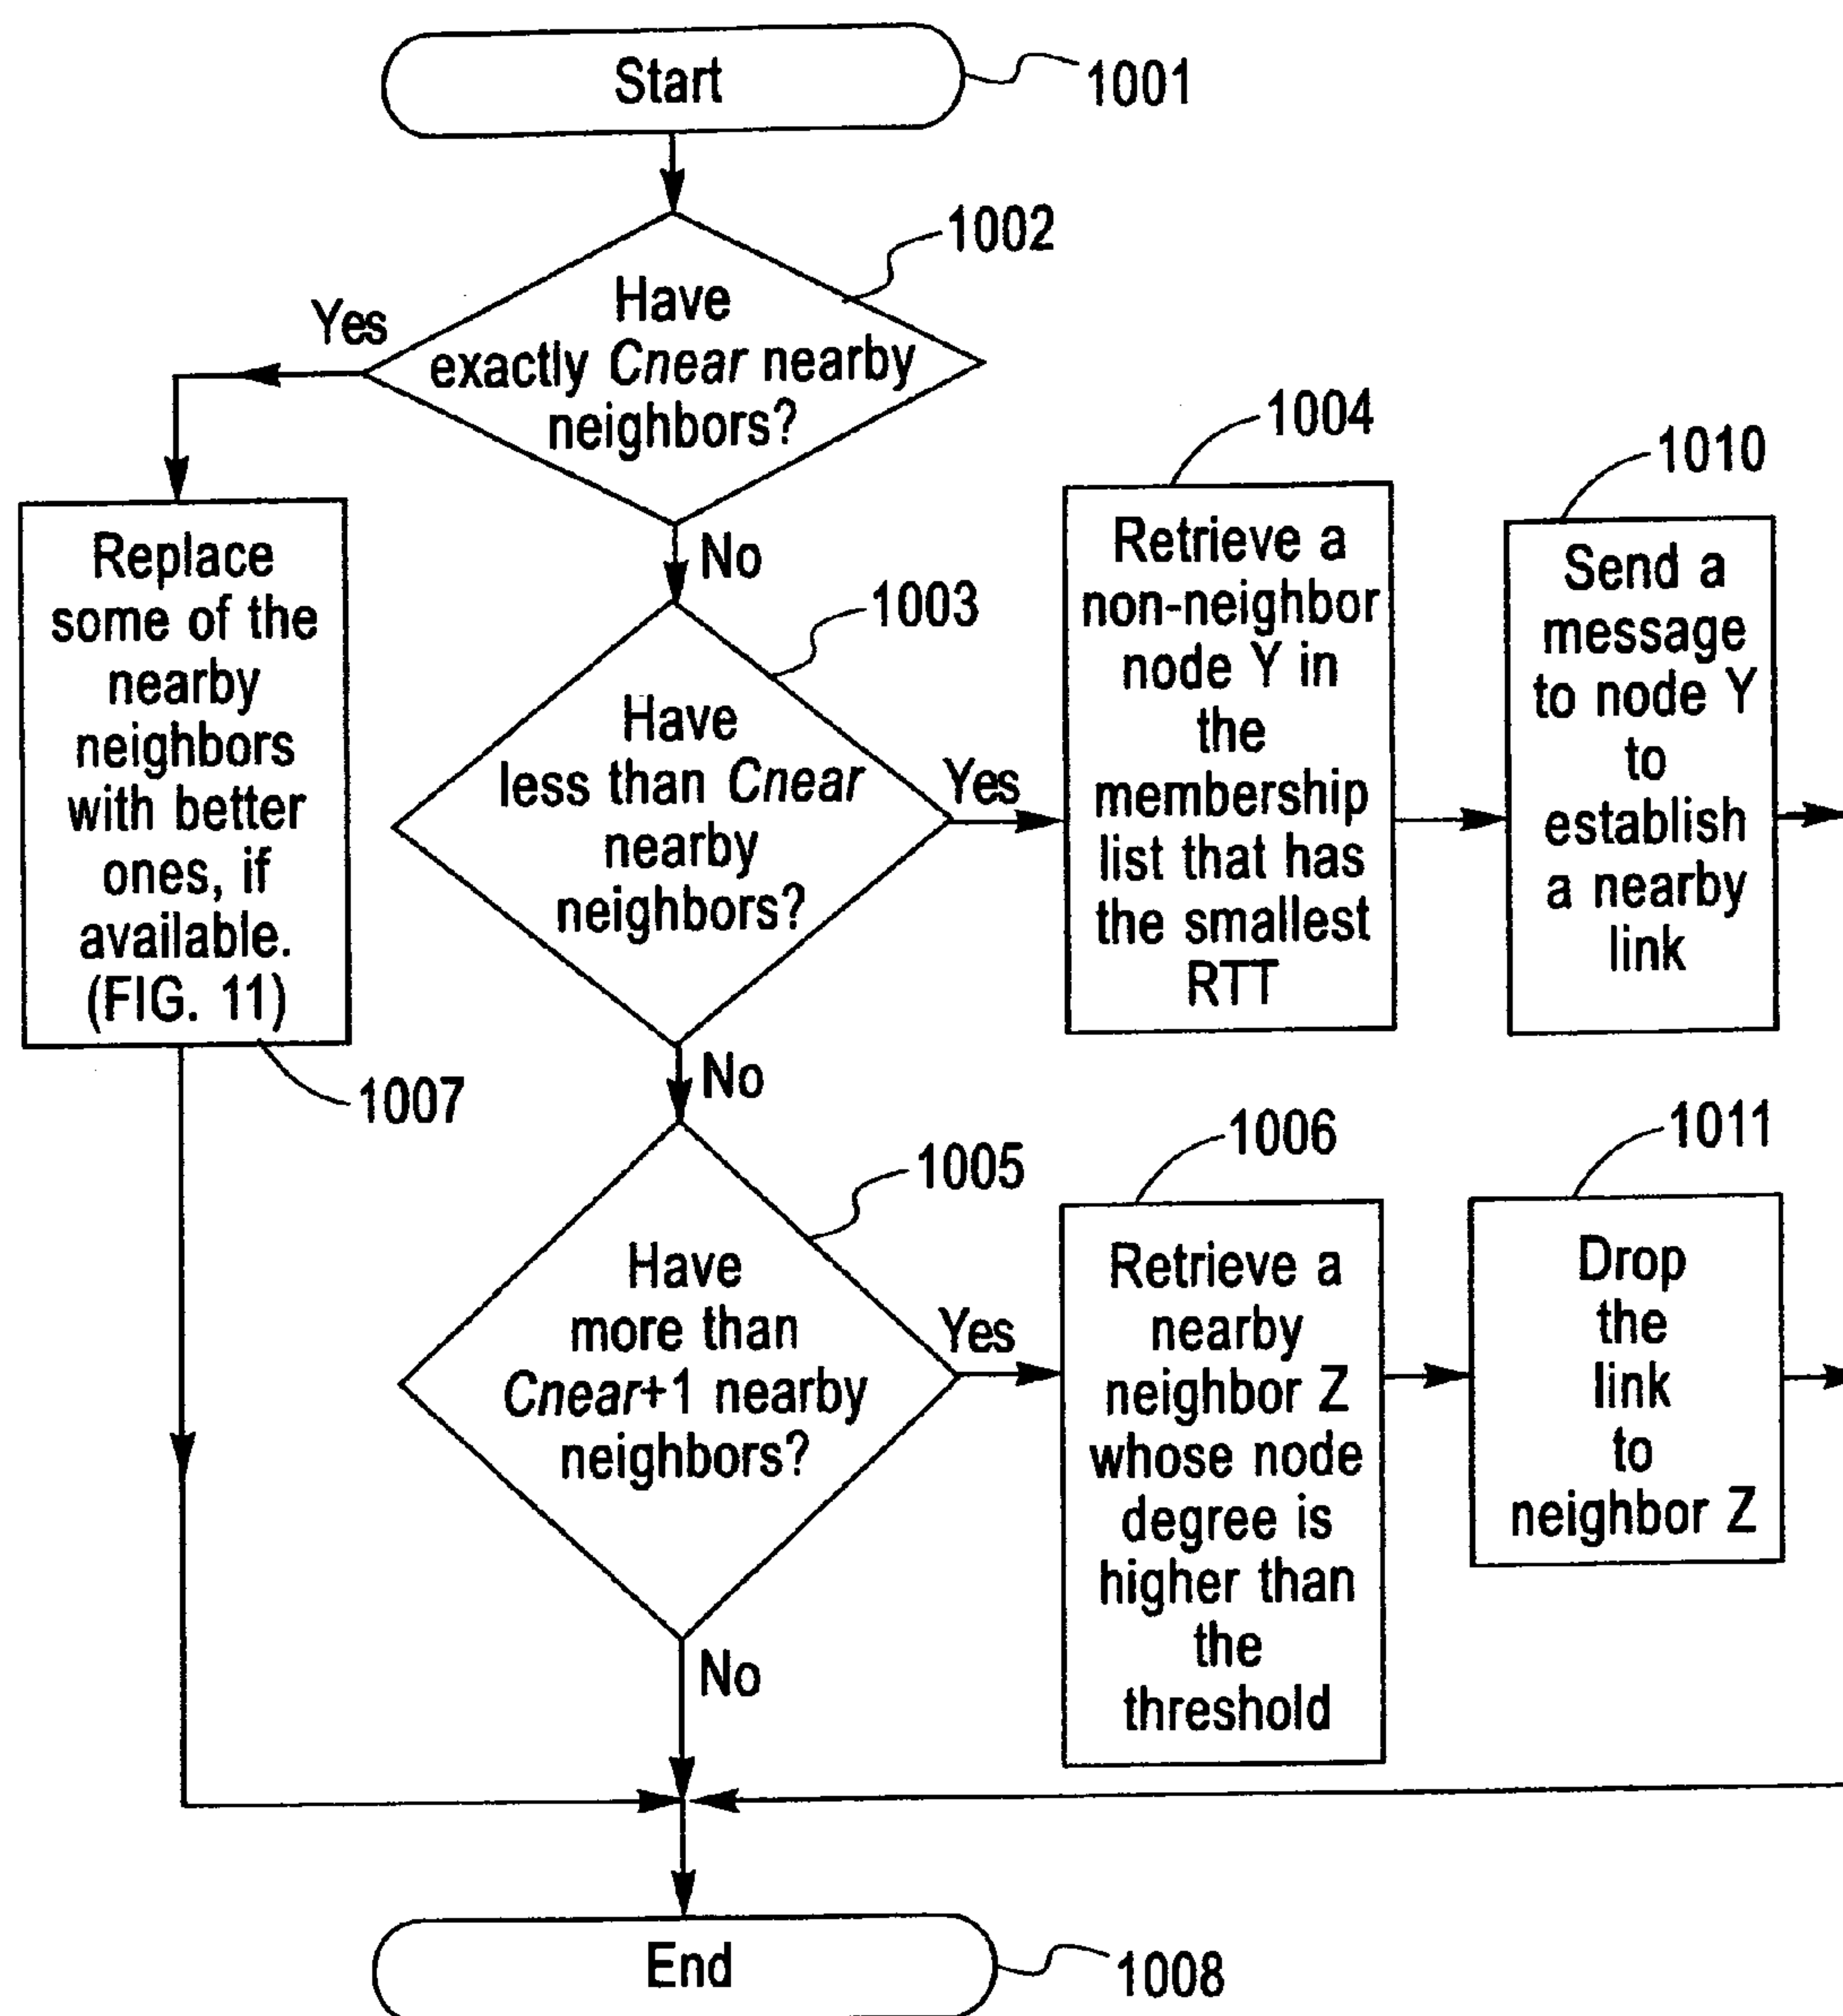 Start
1001
1002
Have
exactly Cnear nearby
neighbors?
Yes
No
Replace
some of the
nearby
neighbors
with better
ones, if
available.
(FIG. 11)
1007
1003
Have
less than Cnear
nearby
neighbors?
Yes
No
1004
Retrieve a
non-neighbor
node Y in
the
membership
list that has
the smallest
RTT
1010
Send a
message
to node Y
to
establish
a nearby
link
1005
Have
more than
Cnear+1 nearby
neighbors?
Yes
No
1006
Retrieve a
nearby
neighbor Z
whose node
degree is
higher than
the
threshold
1011
Drop
the
link
to
neighbor Z
End
1008